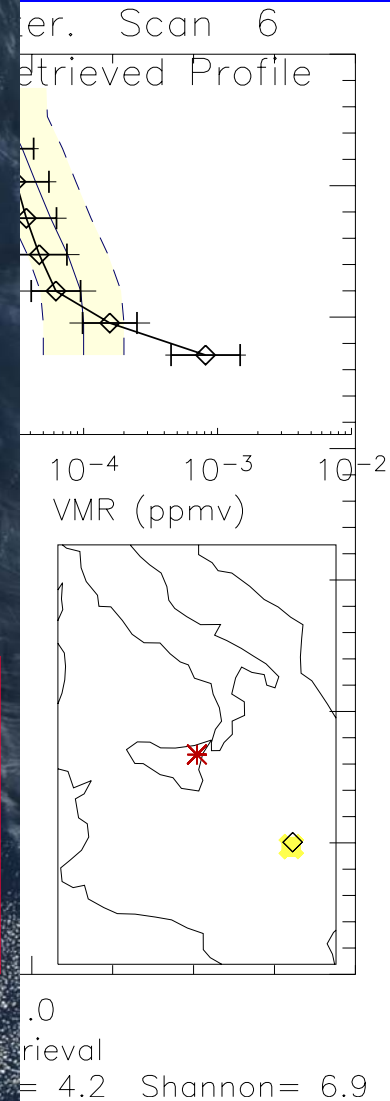 ter. Scan 6
etrieved Profile
10-4 10-3 10-2
VMR (ppmv)
.0
rieval
= 4.2 Shannon= 6.9